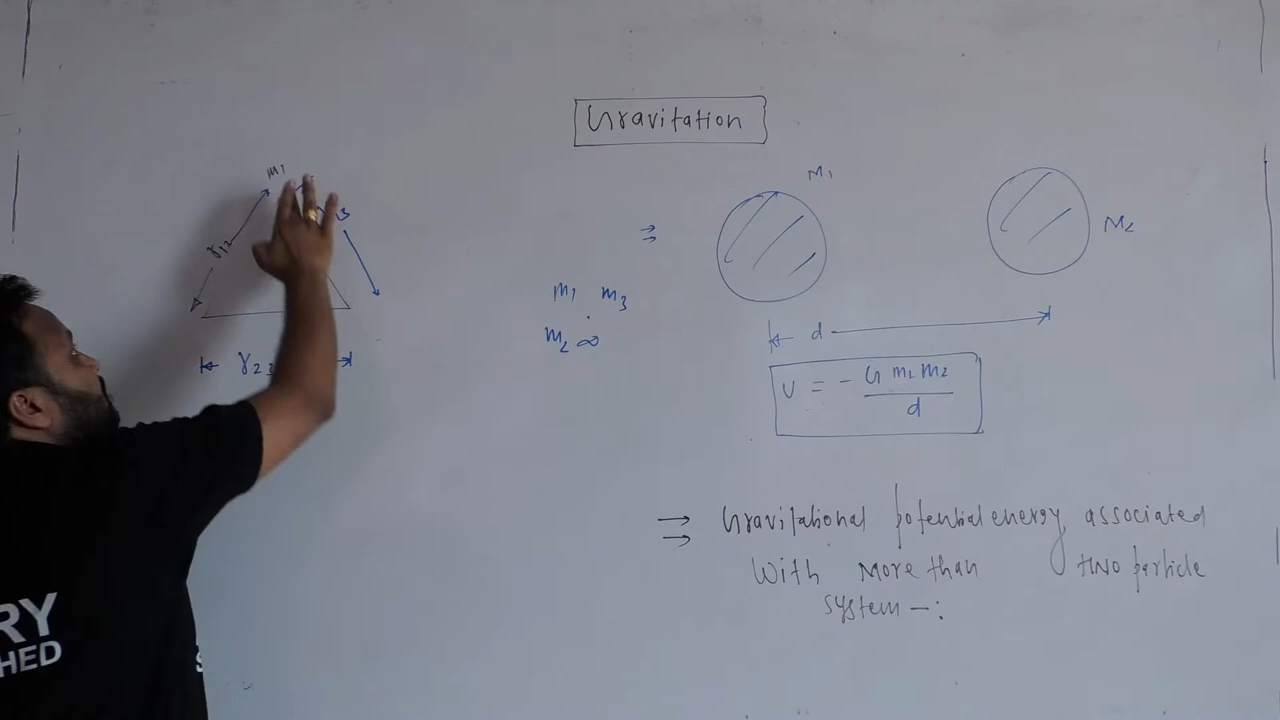 Gravitation
m1
r12
r23
m1 m3
m2 ∞
⇒
M1
M2
d
U = - G m1 m2 / d
⇒ Gravitational potential energy associated
With More than two particle
system -:
RY
HED